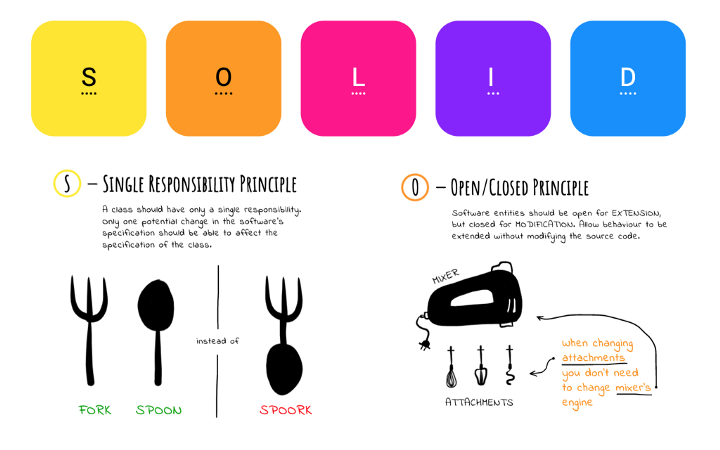 S
O
L
I
D
S — Single Responsibility Principle
A class should have only a single responsibility.
Only one potential change in the software's
specification should be able to affect the
specification of the class.
instead of
FORK
SPOON
SPOORK
O — Open/Closed Principle
Software entities should be open for EXTENSION,
but closed for MODIFICATION. Allow behaviour to be
extended without modifying the source code.
MIXER
when changing
attachments
you don't need
to change mixer's
engine
ATTACHMENTS